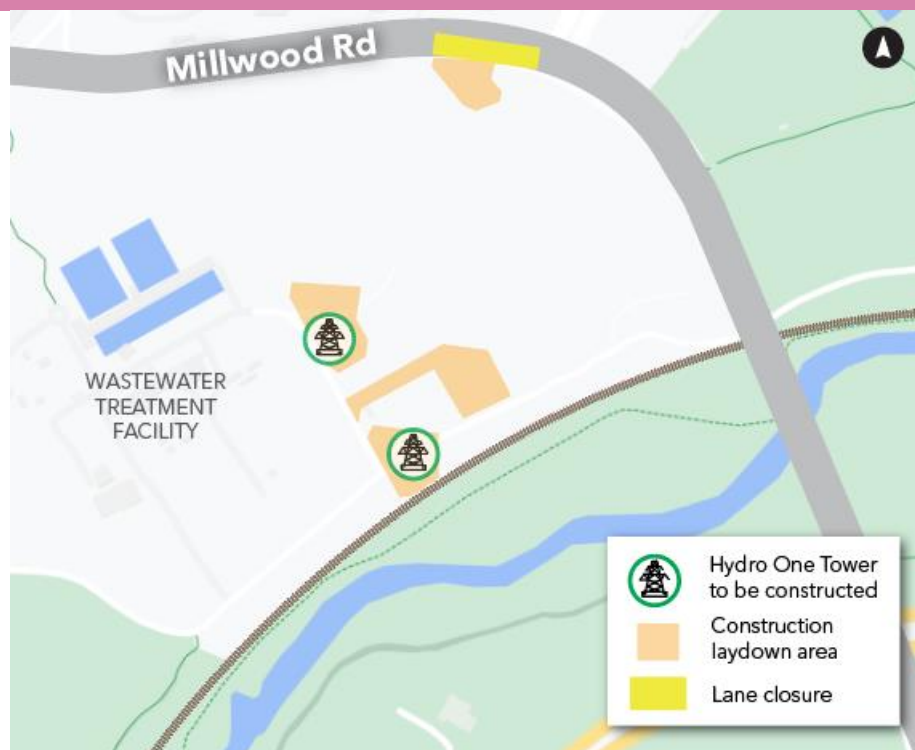 Millwood Rd
WASTEWATER
TREATMENT
FACILITY
Hydro One Tower
to be constructed
Construction
laydown area
Lane closure